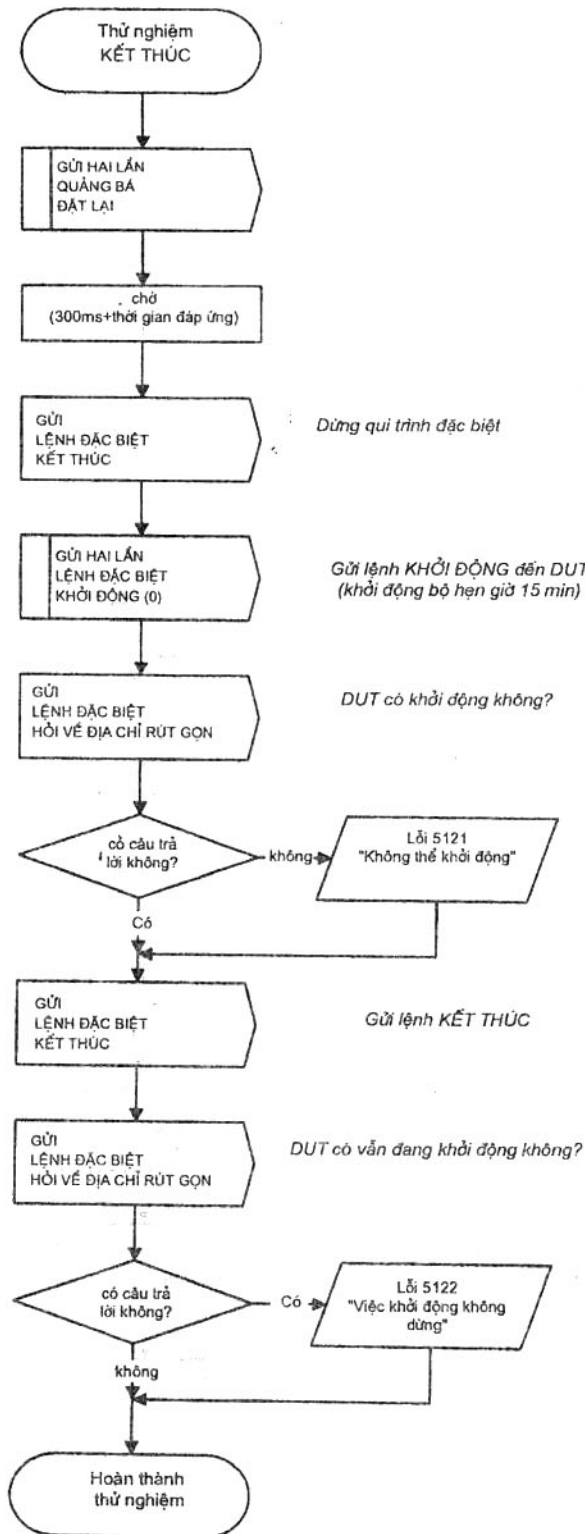 Thử nghiệm
KẾT THÚC
GỬI HAI LẦN
QUẢNG BÁ
ĐẶT LẠI
chờ
(300ms+thời gian đáp ứng)
GỬI
LỆNH ĐẶC BIỆT
KẾT THÚC
Dừng qui trình đặc biệt
GỬI HAI LẦN
LỆNH ĐẶC BIỆT
KHỞI ĐỘNG (0)
Gửi lệnh KHỞI ĐỘNG đến DUT
(khởi động bộ hẹn giờ 15 min)
GỬI
LỆNH ĐẶC BIỆT
HỎI VỀ ĐỊA CHỈ RÚT GỌN
DUT có khởi động không?
có câu trả
lời không?
không
Lỗi 5121
"Không thể khởi động"
Có
GỬI
LỆNH ĐẶC BIỆT
KẾT THÚC
Gửi lệnh KẾT THÚC
GỬI
LỆNH ĐẶC BIỆT
HỎI VỀ ĐỊA CHỈ RÚT GỌN
DUT có vẫn đang khởi động không?
có câu trả
lời không?
Có
Lỗi 5122
"Việc khởi động không
dừng"
không
Hoàn thành
thử nghiệm